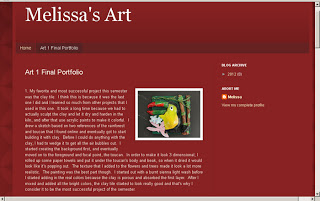 Melissa's Art
Home
Art 1 Final Portfolio
Art 1 Final Portfolio
1. My favorite and most successful project this semester
was the clay tile. I think this is because it was the last
one I did and I learned so much from other projects that I
used in this one. It took a long time because we had to
actually sculpt the clay and let it dry and harden in the
kiln, and after that use acrylic paints to make it colorful. I
drew a sketch based on two references of the rainforest
and toucan that I found online and eventually got to start
building it with clay. Before I could do anything with the
clay, I had to wedge it to get all the air bubbles out. I
started creating the background first, and eventually
moved on to the foreground and focal point, the toucan. In order to make it look 3 dimensional, I
rolled up some paper towels and put it under the toucan's body and beak, so when it dried it would
look like it's popping out. The texture that I added to the flowers and trees made it look a lot more
realistic. The painting was the best part though. I started out with a burnt sienna light wash before
I started adding in the real colors because the clay is porous and absorbed the first layer. After I
mixed and added all the bright colors, the clay tile started to look really good and that's why I
consider it to be the most successful project of the semester.
BLOG ARCHIVE
► 2012 (8)
ABOUT ME
Melissa
View my complete profile